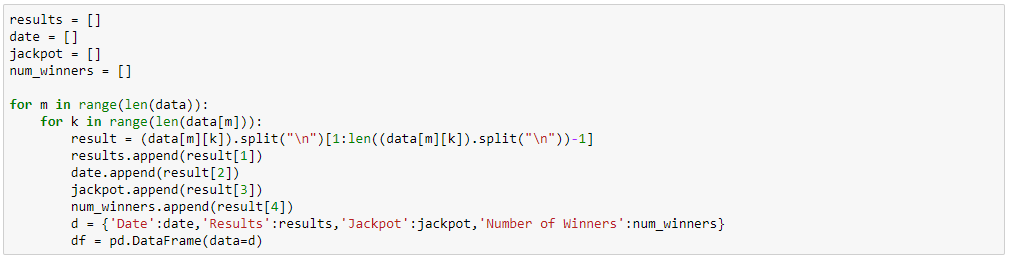 results = []
date = []
jackpot = []
num_winners = []

for m in range(len(data)):
    for k in range(len(data[m])):
        result = (data[m][k]).split("\n")[1:len((data[m][k]).split("\n"))-1]
        results.append(result[1])
        date.append(result[2])
        jackpot.append(result[3])
        num_winners.append(result[4])
        d = {'Date':date,'Results':results,'Jackpot':jackpot,'Number of Winners':num_winners}
        df = pd.DataFrame(data=d)